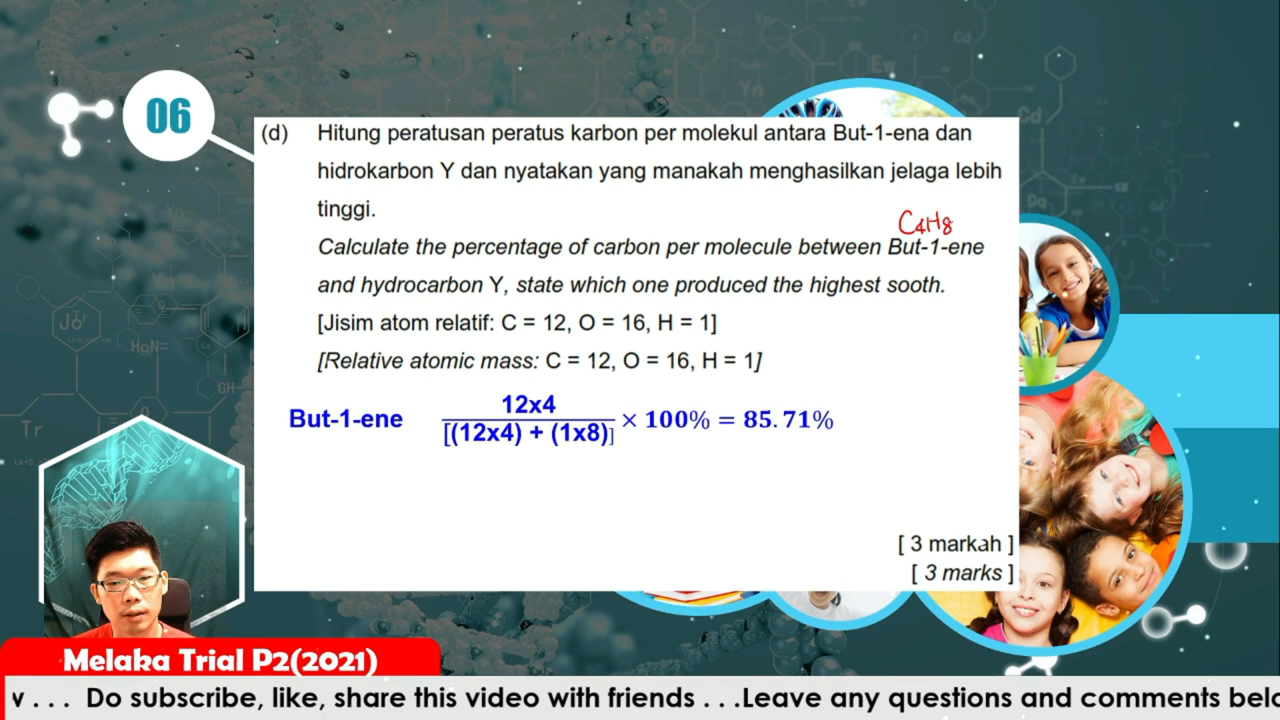 06
(d) Hitung peratusan peratus karbon per molekul antara But-1-ena dan
hidrokarbon Y dan nyatakan yang manakah menghasilkan jelaga lebih
tinggi.
C4H8
Calculate the percentage of carbon per molecule between But-1-ene
and hydrocarbon Y, state which one produced the highest sooth.
[Jisim atom relatif: C = 12, O = 16, H = 1]
[Relative atomic mass: C = 12, O = 16, H = 1]
But-1-ene 12x4 / [(12x4) + (1x8)] × 100% = 85.71%
[ 3 markah ]
[ 3 marks ]
Melaka Trial P2(2021)
v . . . Do subscribe, like, share this video with friends . . .Leave any questions and comments belo